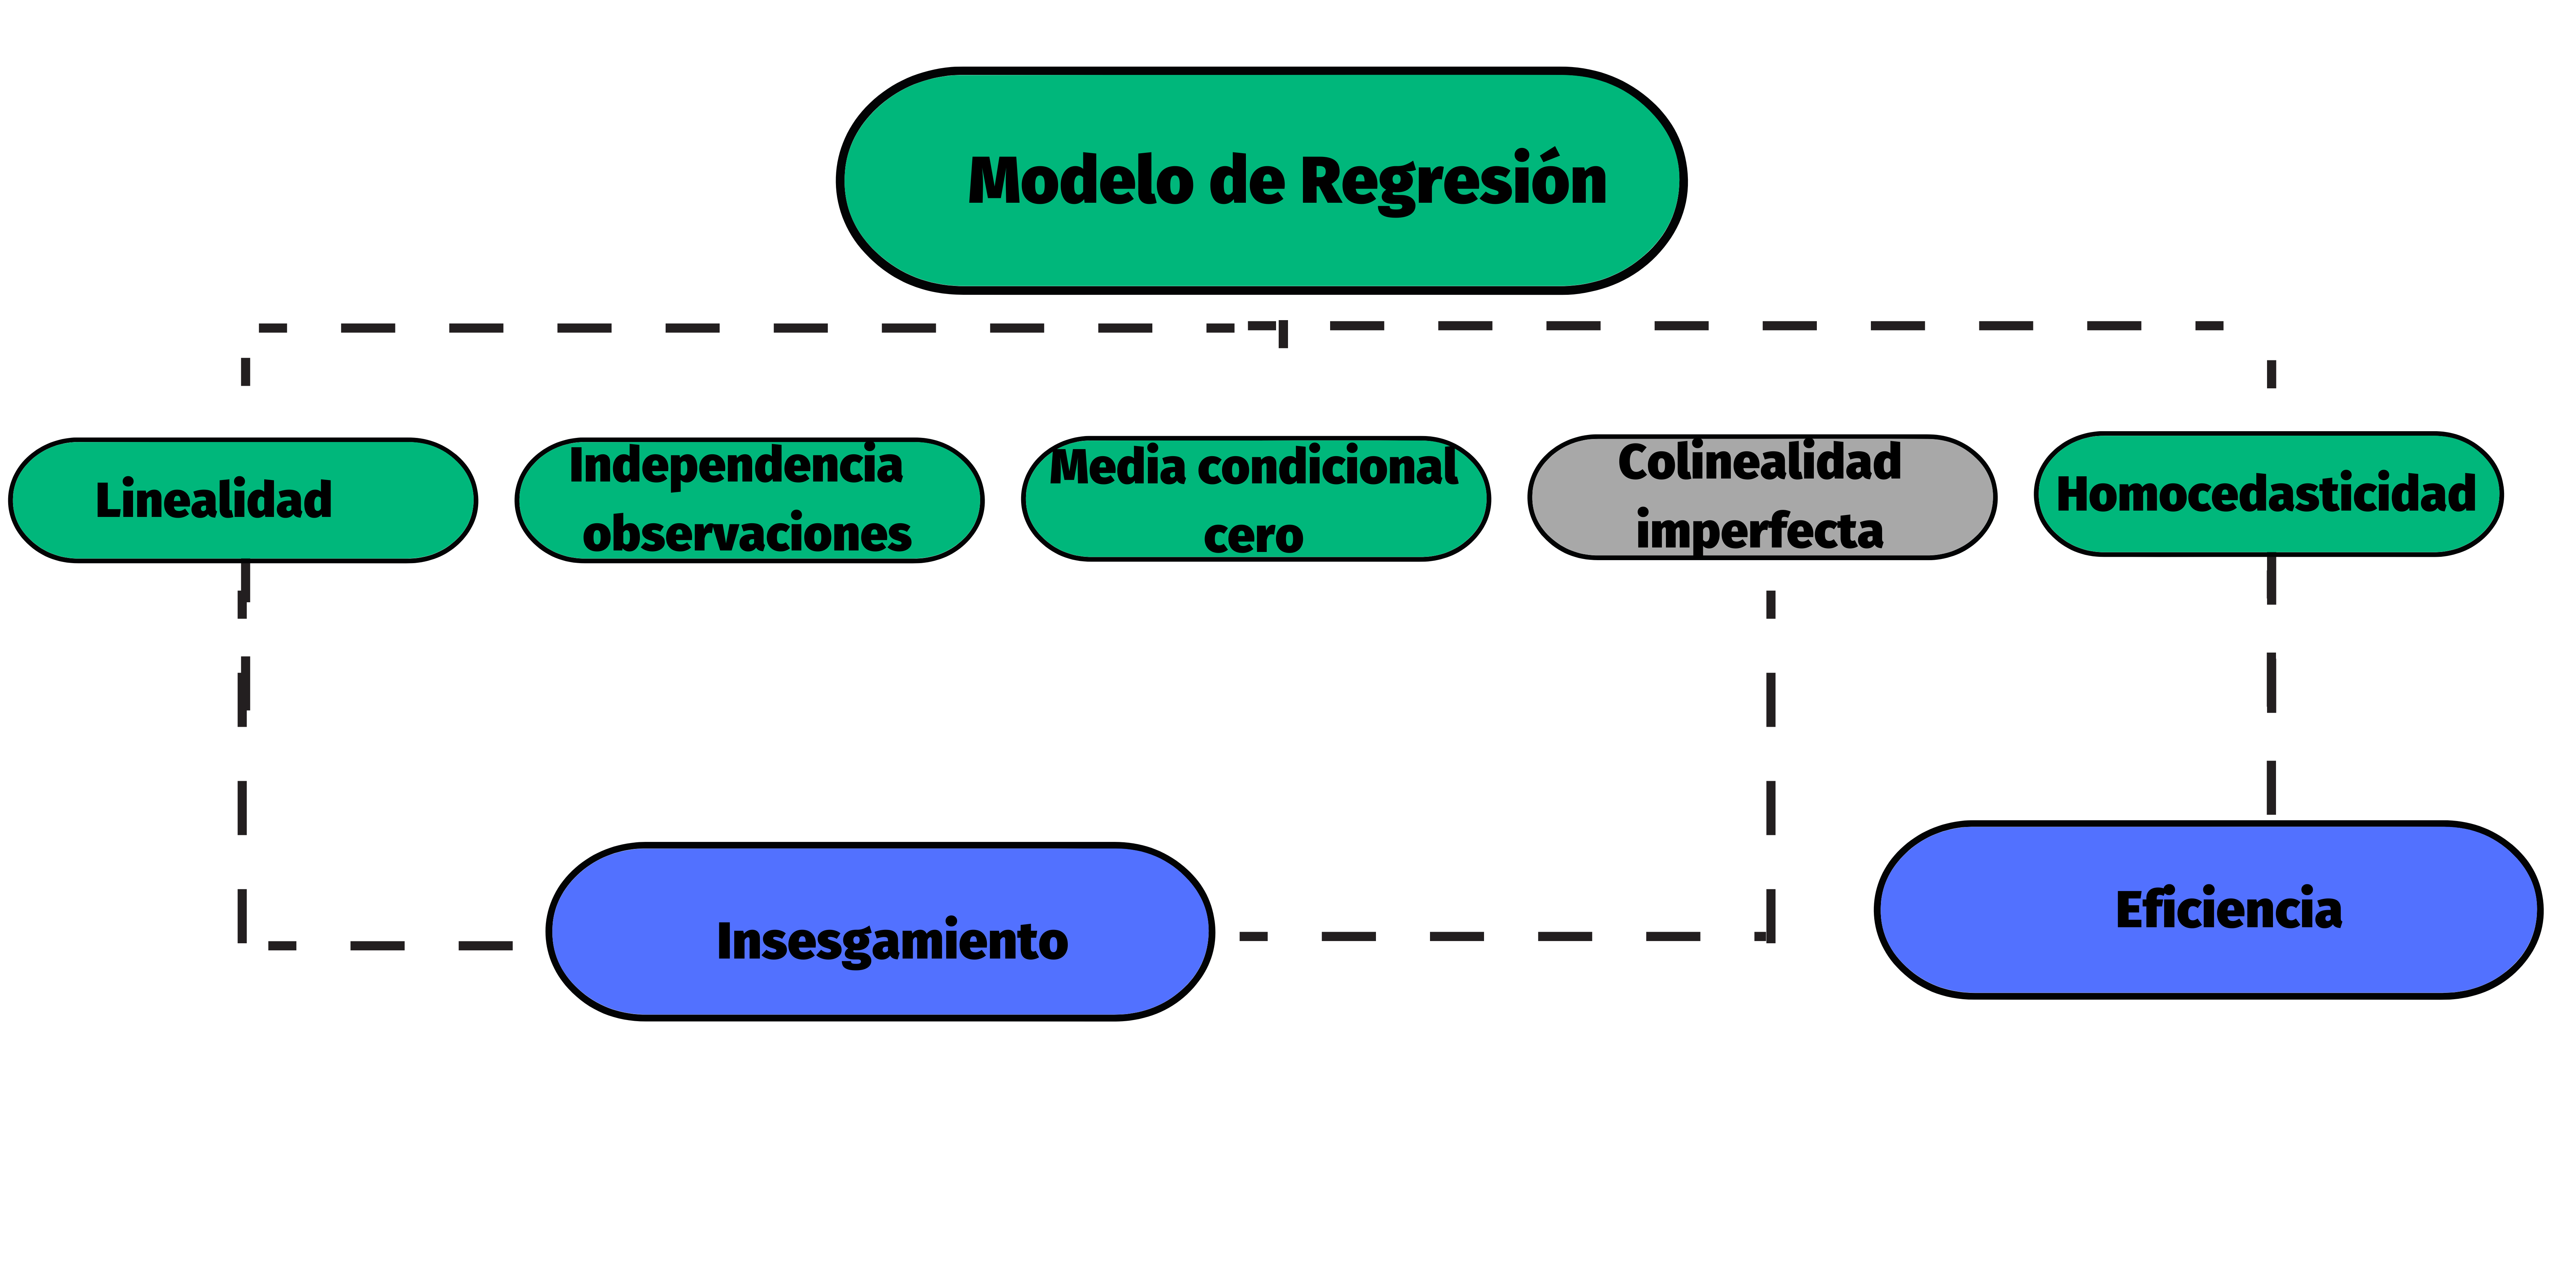 Modelo de Regresión
Linealidad
Independencia
observaciones
Media condicional
cero
Colinealidad
imperfecta
Homocedasticidad
Insesgamiento
Eficiencia